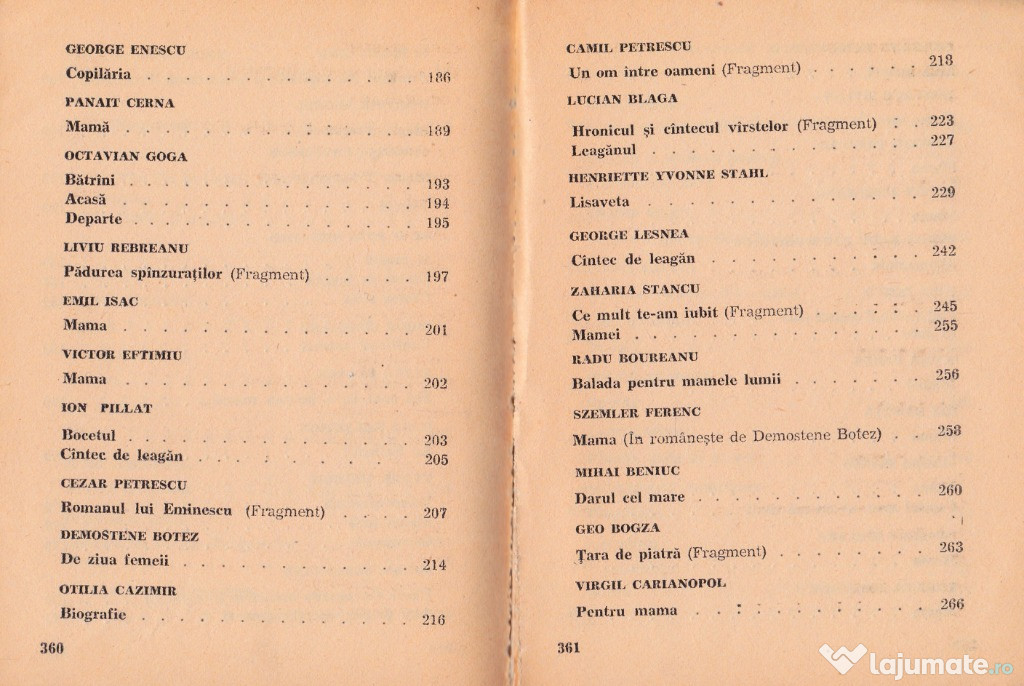 GEORGE ENESCU
Copilăria . . . . . . . . . . . . . . 186
PANAIT CERNA
Mamă . . . . . . . . . . . . . . . 189
OCTAVIAN GOGA
Bătrîni . . . . . . . . . . . . . . . 193
Acasă . . . . . . . . . . . . . . . 194
Departe . . . . . . . . . . . . . . . 195
LIVIU REBREANU
Pădurea spînzuraților (Fragment) . . . . . 197
EMIL ISAC
Mama . . . . . . . . . . . . . . . 201
VICTOR EFTIMIU
Mama . . . . . . . . . . . . . . . 202
ION PILLAT
Bocetul . . . . . . . . . . . . . . . 203
Cîntec de leagăn . . . . . . . . . . . 205
CEZAR PETRESCU
Romanul lui Eminescu (Fragment) . . . . 207
DEMOSTENE BOTEZ
De ziua femeii . . . . . . . . . . . . 214
OTILIA CAZIMIR
Biografie . . . . . . . . . . . . . . 216
360
CAMIL PETRESCU
Un om intre oameni (Fragment) . . . . . . 218
LUCIAN BLAGA
Hronicul și cîntecul vîrstelor (Fragment) . . 223
Leagănul . . . . . . . . . . . . . . 227
HENRIETTE YVONNE STAHL
Lisaveta . . . . . . . . . . . . . . 229
GEORGE LESNEA
Cîntec de leagăn . . . . . . . . . . . 242
ZAHARIA STANCU
Ce mult te-am iubit (Fragment) . . . . . . 245
Mamei . . . . . . . . . . . . . . . 255
RADU BOUREANU
Balada pentru mamele lumii . . . . . . . 256
SZEMLER FERENC
Mama (În românește de Demostene Botez) . . 258
MIHAI BENIUC
Darul cel mare . . . . . . . . . . . . 260
GEO BOGZA
Țara de piatră (Fragment) . . . . . . . . 263
VIRGIL CARIANOPOL
Pentru mama . . . . . . . . . . . . 266
361
lajumate.ro